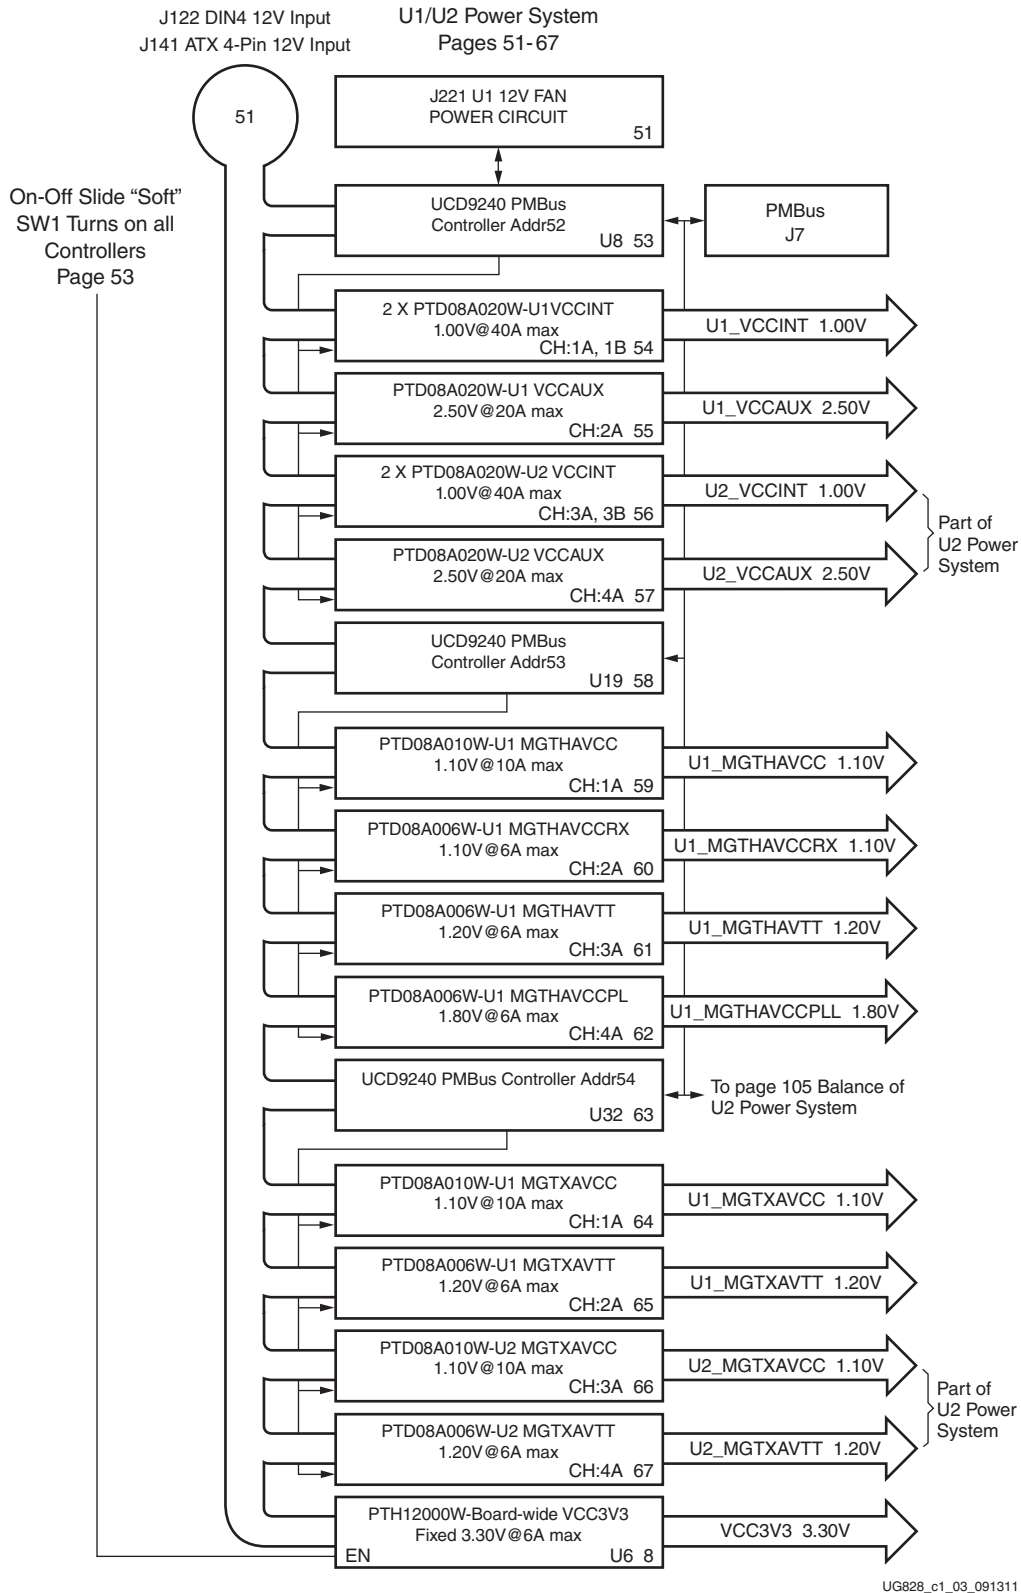 J122 DIN4 12V Input
J141 ATX 4-Pin 12V Input
U1/U2 Power System
Pages 51-67
51
J221 U1 12V FAN
POWER CIRCUIT
51
On-Off Slide “Soft”
SW1 Turns on all
Controllers
Page 53
UCD9240 PMBus
Controller Addr52
U8 53
PMBus
J7
2 X PTD08A020W-U1VCCINT
1.00V@40A max
CH:1A, 1B 54
U1_VCCINT 1.00V
PTD08A020W-U1 VCCAUX
2.50V@20A max
CH:2A 55
U1_VCCAUX 2.50V
2 X PTD08A020W-U2 VCCINT
1.00V@40A max
CH:3A, 3B 56
U2_VCCINT 1.00V
PTD08A020W-U2 VCCAUX
2.50V@20A max
CH:4A 57
U2_VCCAUX 2.50V
Part of
U2 Power
System
UCD9240 PMBus
Controller Addr53
U19 58
PTD08A010W-U1 MGTHAVCC
1.10V@10A max
CH:1A 59
U1_MGTHAVCC 1.10V
PTD08A006W-U1 MGTHAVCCRX
1.10V@6A max
CH:2A 60
U1_MGTHAVCCRX 1.10V
PTD08A006W-U1 MGTHAVTT
1.20V@6A max
CH:3A 61
U1_MGTHAVTT 1.20V
PTD08A006W-U1 MGTHAVCCPL
1.80V@6A max
CH:4A 62
U1_MGTHAVCCPLL 1.80V
UCD9240 PMBus Controller Addr54
U32 63
To page 105 Balance of
U2 Power System
PTD08A010W-U1 MGTXAVCC
1.10V@10A max
CH:1A 64
U1_MGTXAVCC 1.10V
PTD08A006W-U1 MGTXAVTT
1.20V@6A max
CH:2A 65
U1_MGTXAVTT 1.20V
PTD08A010W-U2 MGTXAVCC
1.10V@10A max
CH:3A 66
U2_MGTXAVCC 1.10V
PTD08A006W-U2 MGTXAVTT
1.20V@6A max
CH:4A 67
U2_MGTXAVTT 1.20V
Part of
U2 Power
System
PTH12000W-Board-wide VCC3V3
Fixed 3.30V@6A max
EN
U6 8
VCC3V3 3.30V
UG828_c1_03_091311